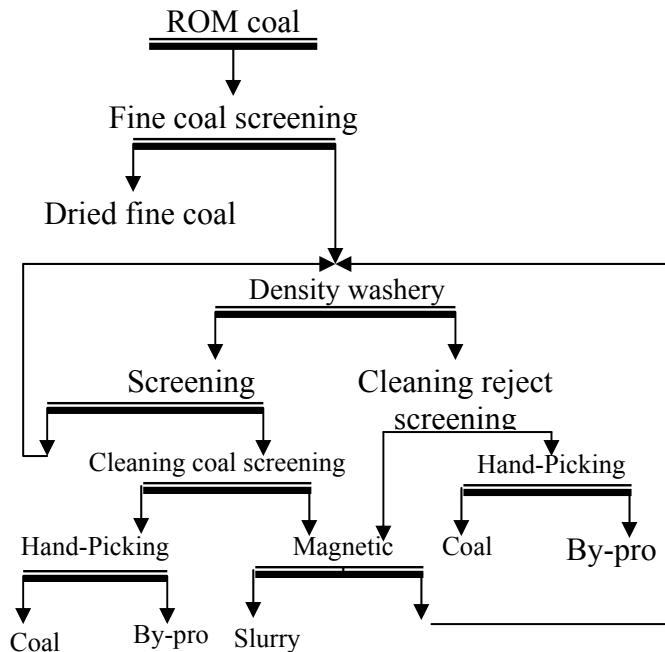 ROM coal
Fine coal screening
Dried fine coal
Density washery
Screening
Cleaning reject
screening
Cleaning coal screening
Hand-Picking
Hand-Picking
Magnetic
Coal
By-pro
Coal
By-pro
Slurry